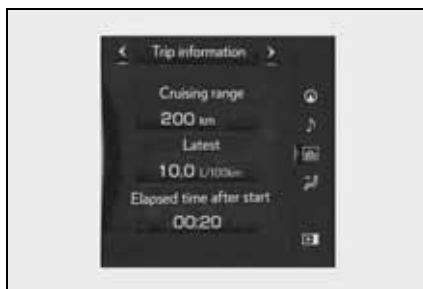 < Trip information >
Cruising range
200 km
Latest
10.0 L/100km
Elapsed time after start
00:20